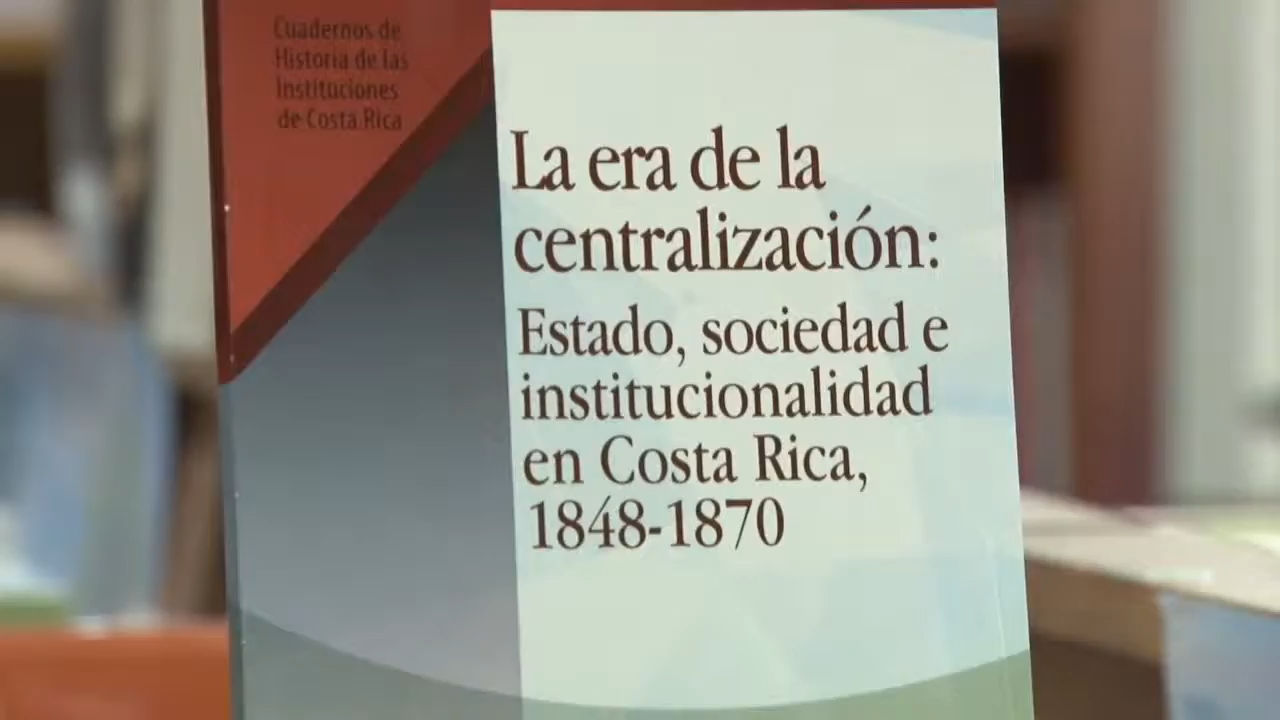 Cuadernos de
Historia de las
Instituciones
de Costa Rica
La era de la
centralización:
Estado, sociedad e
institucionalidad
en Costa Rica,
1848-1870